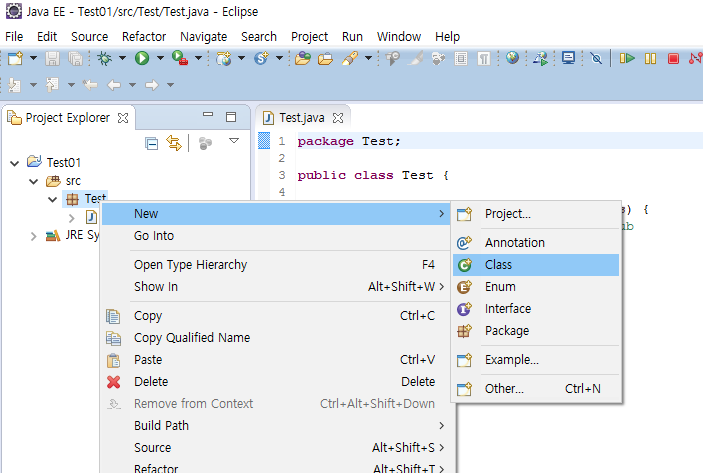 Java EE - Test01/src/Test/Test.java - Eclipse
File Edit Source Refactor Navigate Search Project Run Window Help
Project Explorer
Test.java
Test01
src
Test
JRE Sy
1 package Test;
2
3 public class Test {
4
) {
ub
New
Go Into
Open Type Hierarchy F4
Show In Alt+Shift+W
Copy Ctrl+C
Copy Qualified Name
Paste Ctrl+V
Delete Delete
Remove from Context Ctrl+Alt+Shift+Down
Build Path
Source Alt+Shift+S
Refactor Alt+Shift+T
Project...
Annotation
Class
Enum
Interface
Package
Example...
Other... Ctrl+N